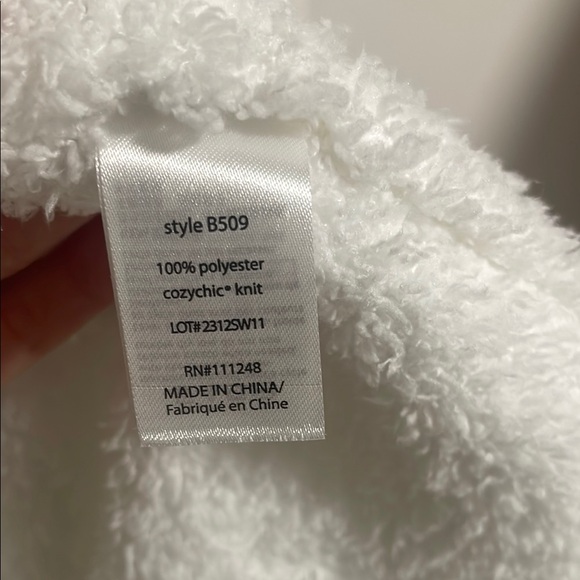 style B509
100% polyester
cozychic® knit
LOT#2312SW11
RN#111248
MADE IN CHINA/
Fabriqué en Chine